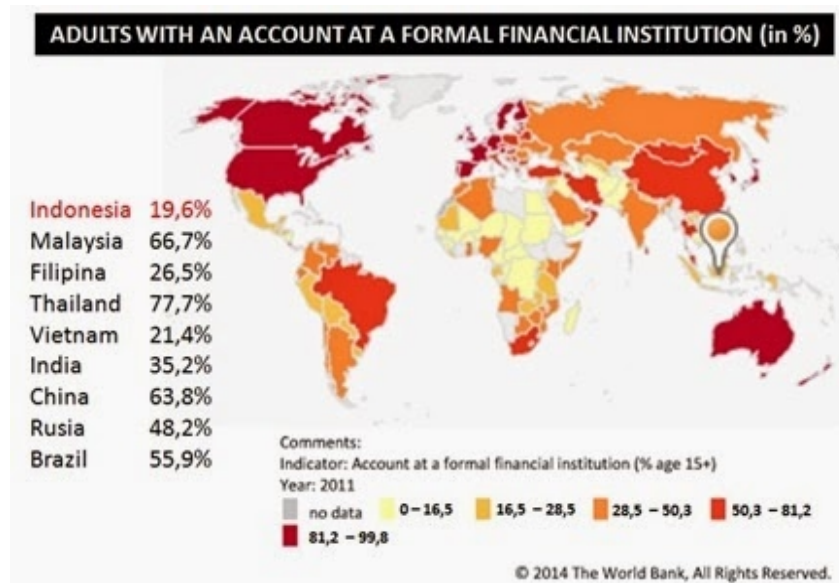 ADULTS WITH AN ACCOUNT AT A FORMAL FINANCIAL INSTITUTION (in %)
Indonesia 19,6%
Malaysia 66,7%
Filipina 26,5%
Thailand 77,7%
Vietnam 21,4%
India 35,2%
China 63,8%
Rusia 48,2%
Brazil 55,9%
Comments:
Indicator: Account at a formal financial institution (% age 15+)
Year: 2011
no data 0 – 16,5 16,5 – 28,5 28,5 – 50,3 50,3 – 81,2
81,2 – 99,8
© 2014 The World Bank, All Rights Reserved.